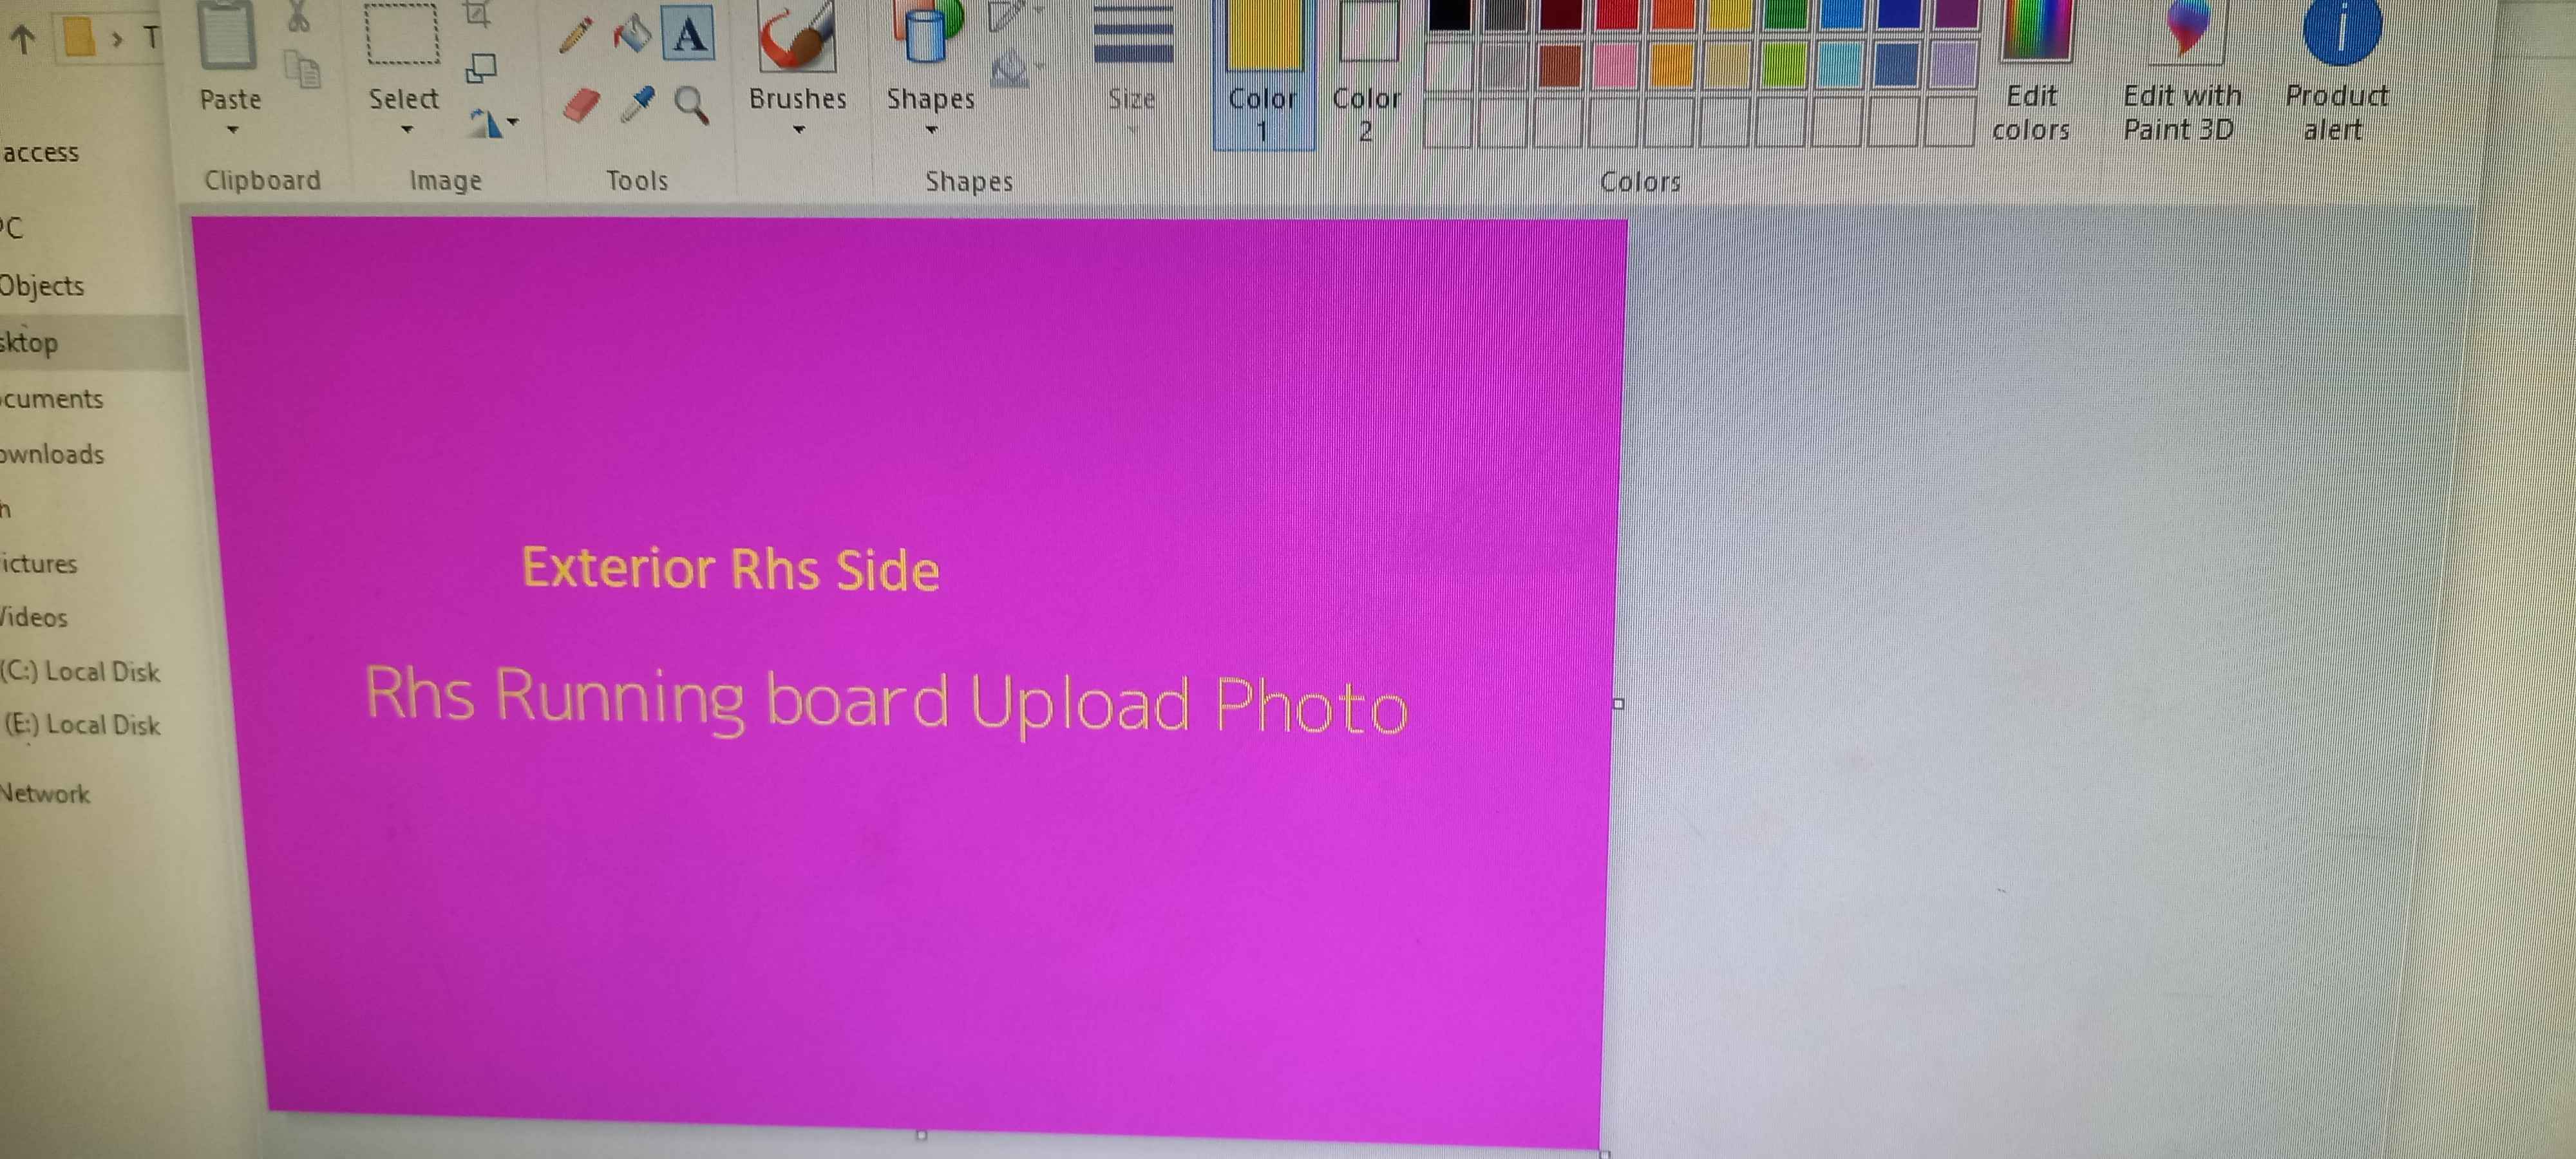 T
Paste
Select
Brushes
Shapes
Size
Color
1
Color
2
Edit
colors
Edit with
Paint 3D
Product
alert
Clipboard
Image
Tools
Shapes
Colors
access
PC
Objects
sktop
cuments
ownloads
ictures
Videos
(C:) Local Disk
(E:) Local Disk
Network
Exterior Rhs Side
Rhs Running board Upload Photo